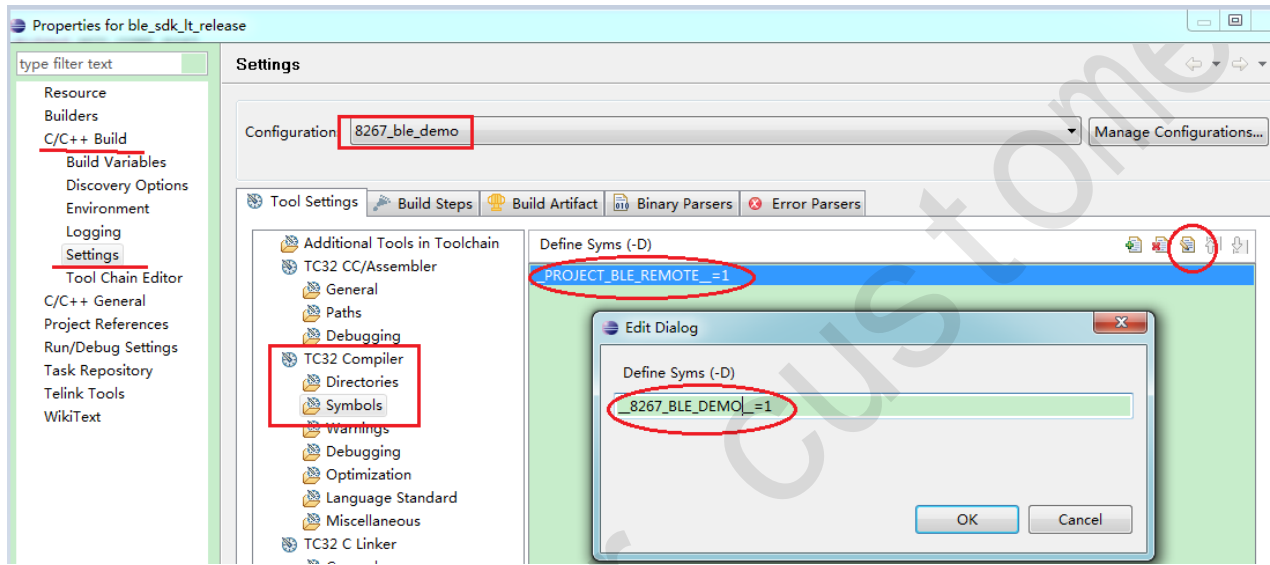 Properties for ble_sdk_lt_release
type filter text
Settings
Resource
Builders
C/C++ Build
Build Variables
Discovery Options
Environment
Logging
Settings
Tool Chain Editor
C/C++ General
Project References
Run/Debug Settings
Task Repository
Telink Tools
WikiText
Configuration: 8267_ble_demo Manage Configurations...
Tool Settings Build Steps Build Artifact Binary Parsers Error Parsers
Additional Tools in Toolchain
TC32 CC/Assembler
General
Paths
Debugging
TC32 Compiler
Directories
Symbols
Warnings
Debugging
Optimization
Language Standard
Miscellaneous
TC32 C Linker
Define Syms (-D)
__PROJECT_BLE_REMOTE__=1
Edit Dialog
Define Syms (-D)
__8267_BLE_DEMO__=1
OK Cancel
custome